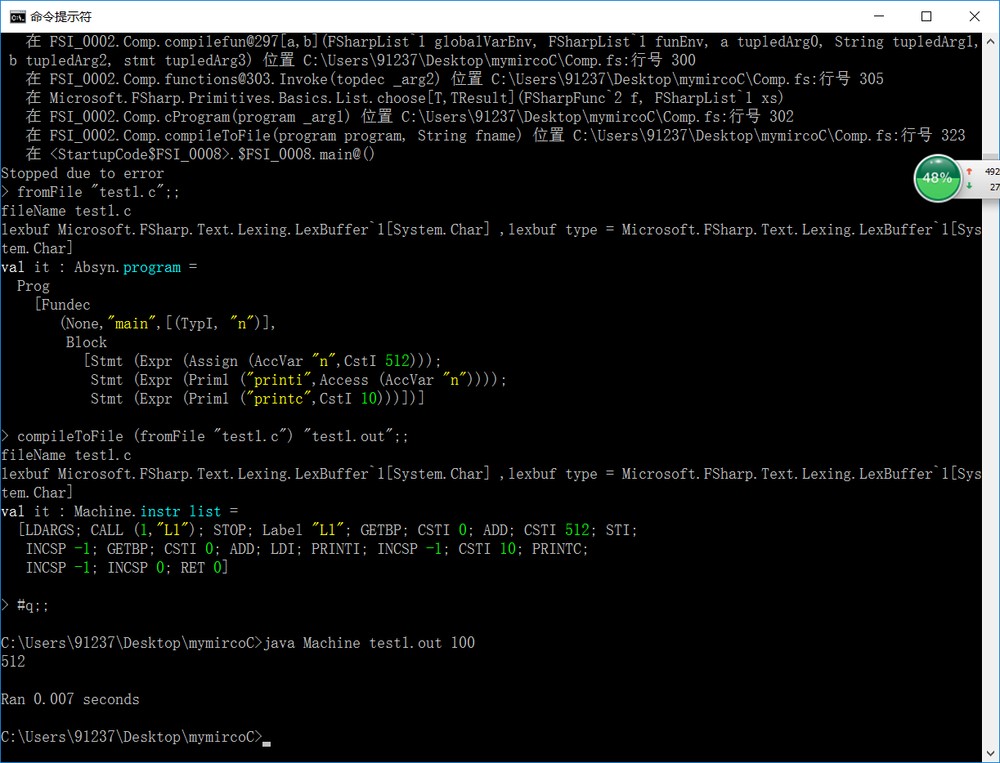 命令提示符
在 FSI_0002.Comp.compilefun@297[a,b](FSharpList`1 globalVarEnv, FSharpList`1 funEnv, a tupledArg0, String tupledArg1,
b tupledArg2, stmt tupledArg3) 位置 C:\Users\91237\Desktop\mymircoC\Comp.fs:行号 300
在 FSI_0002.Comp.functions@303.Invoke(topdec _arg2) 位置 C:\Users\91237\Desktop\mymircoC\Comp.fs:行号 305
在 Microsoft.FSharp.Primitives.Basics.List.choose[T,TResult](FSharpFunc`2 f, FSharpList`1 xs)
在 FSI_0002.Comp.cProgram(program _arg1) 位置 C:\Users\91237\Desktop\mymircoC\Comp.fs:行号 302
在 FSI_0002.Comp.compileToFile(program program, String fname) 位置 C:\Users\91237\Desktop\mymircoC\Comp.fs:行号 323
在 <StartupCode$FSI_0008>.$FSI_0008.main@()
Stopped due to error
> fromFile "test1.c";;
fileName test1.c
lexbuf Microsoft.FSharp.Text.Lexing.LexBuffer`1[System.Char] ,lexbuf type = Microsoft.FSharp.Text.Lexing.LexBuffer`1[Sys
tem.Char]
val it : Absyn.program =
Prog
[Fundec
(None,"main",[(TypI, "n")],
Block
[Stmt (Expr (Assign (AccVar "n",CstI 512)));
Stmt (Expr (Prim1 ("printi",Access (AccVar "n"))));
Stmt (Expr (Prim1 ("printc",CstI 10)))])]
> compileToFile (fromFile "test1.c") "test1.out";;
fileName test1.c
lexbuf Microsoft.FSharp.Text.Lexing.LexBuffer`1[System.Char] ,lexbuf type = Microsoft.FSharp.Text.Lexing.LexBuffer`1[Sys
tem.Char]
val it : Machine.instr list =
[LDARGS; CALL (1,"L1"); STOP; Label "L1"; GETBP; CSTI 0; ADD; CSTI 512; STI;
INCSP -1; GETBP; CSTI 0; ADD; LDI; PRINTI; INCSP -1; CSTI 10; PRINTC;
INCSP -1; INCSP 0; RET 0]
> #q;;
C:\Users\91237\Desktop\mymircoC>java Machine test1.out 100
512
Ran 0.007 seconds
C:\Users\91237\Desktop\mymircoC>
48%
492
27